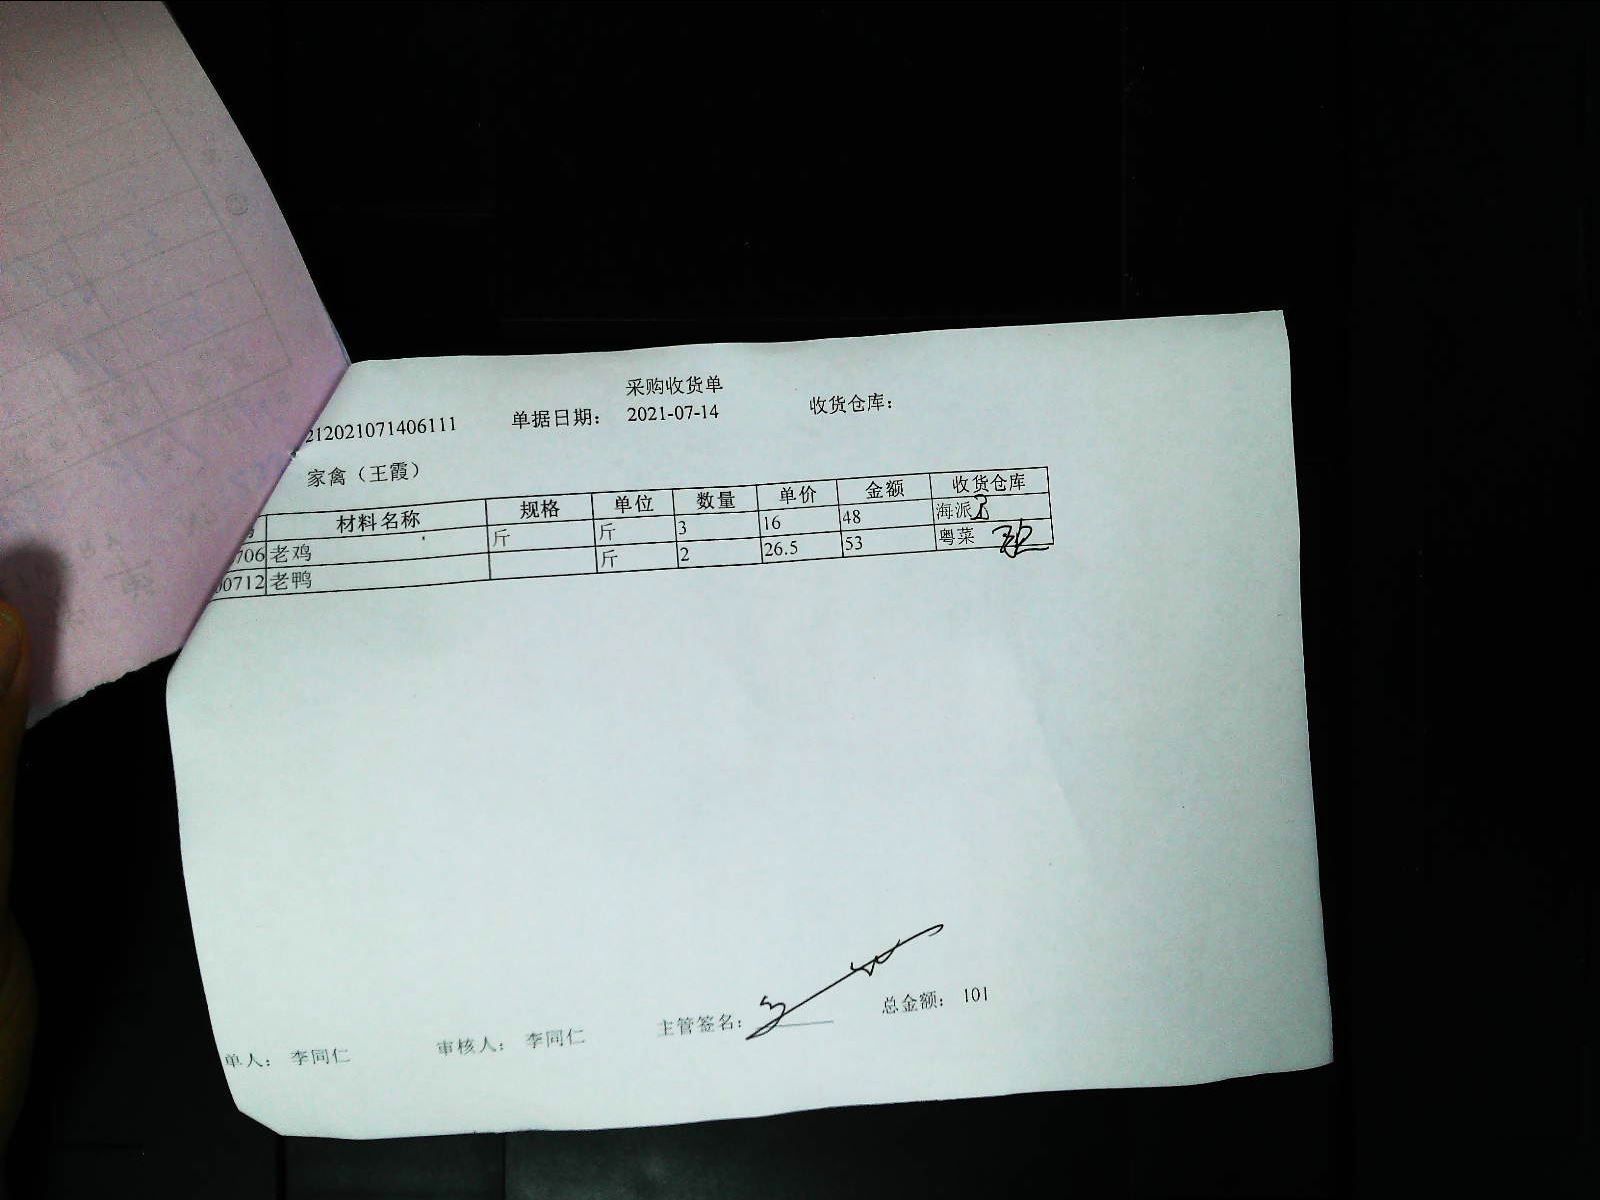 采购收货单
212021071406111 单据日期： 2021-07-14 收货仓库：
家禽（王霞）
材料名称 规格 单位 数量 单价 金额 收货仓库
706 老鸡 斤 斤 3 16 48 海派
00712 老鸭 斤 2 26.5 53 粤菜
单人： 李同仁 审核人： 李同仁 主管签名： 总金额： 101